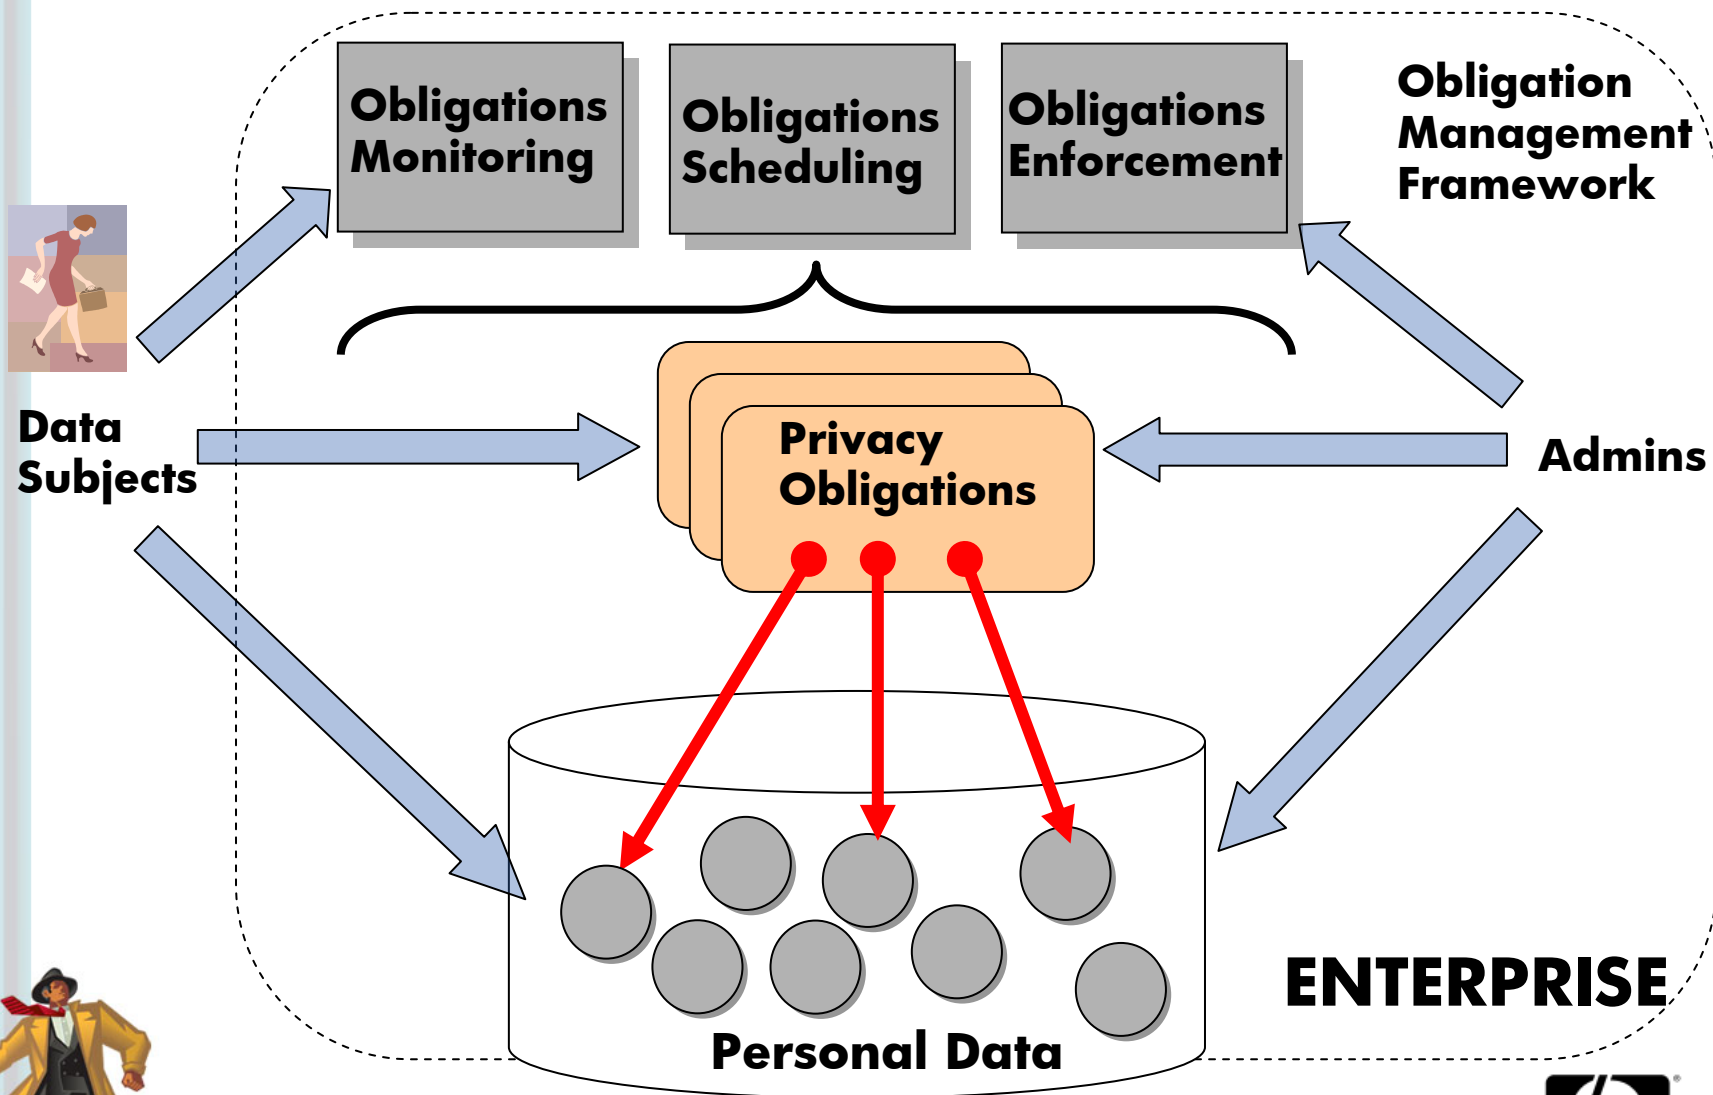 Obligations
Monitoring
Obligations
Scheduling
Obligations
Enforcement
Obligation
Management
Framework
Data
Subjects
Privacy
Obligations
Admins
ENTERPRISE
Personal Data